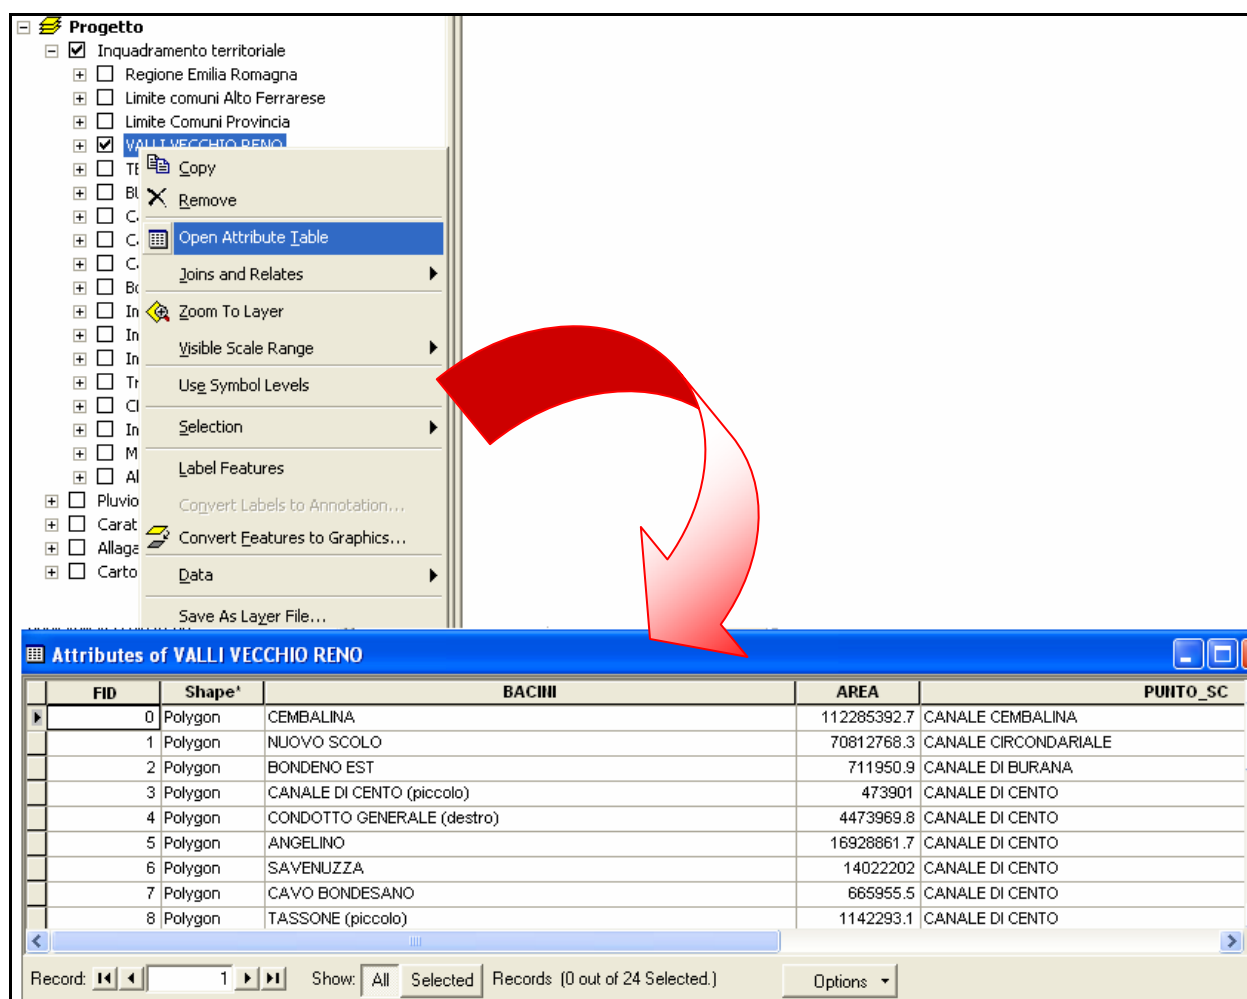 Progetto
Inquadramento territoriale
Regione Emilia Romagna
Limite comuni Alto Ferrarese
Limite Comuni Provincia
VALLI VECCHIO RENO
Copy
Remove
Open Attribute Table
Joins and Relates
Zoom To Layer
Visible Scale Range
Use Symbol Levels
Selection
Label Features
Pluvio
Convert Labels to Annotation...
Carat
Convert Features to Graphics...
Allaga
Carto
Data
Save As Layer File...
Attributes of VALLI VECCHIO RENO
FID Shape* BACINI AREA PUNTO_SC
0 Polygon CEMBALINA 112285392.7 CANALE CEMBALINA
1 Polygon NUOVO SCOLO 70812768.3 CANALE CIRCONDARIALE
2 Polygon BONDENO EST 711950.9 CANALE DI BURANA
3 Polygon CANALE DI CENTO (piccolo) 473901 CANALE DI CENTO
4 Polygon CONDOTTO GENERALE (destro) 4473969.8 CANALE DI CENTO
5 Polygon ANGELINO 16928861.7 CANALE DI CENTO
6 Polygon SAVENUZZA 14022202 CANALE DI CENTO
7 Polygon CAVO BONDESANO 665955.5 CANALE DI CENTO
8 Polygon TASSONE (piccolo) 1142293.1 CANALE DI CENTO
Record: 1 Show: All Selected Records (0 out of 24 Selected.) Options